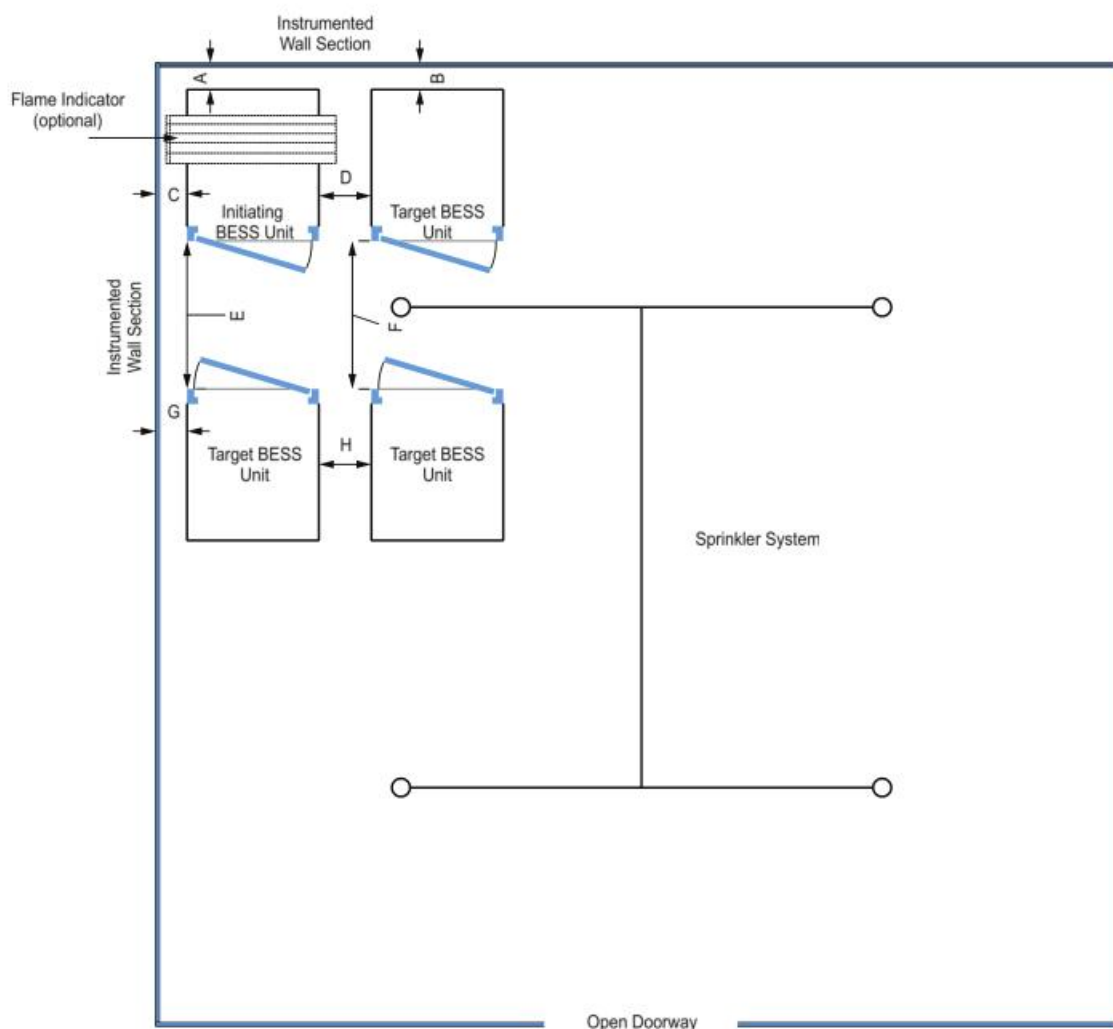 Instrumented
Wall Section
A
B
Flame Indicator
(optional)
C
D
Initiating
BESS Unit
Target BESS
Unit
Instrumented
Wall Section
E
F
G
H
Target BESS
Unit
Target BESS
Unit
Sprinkler System
Open Doorway